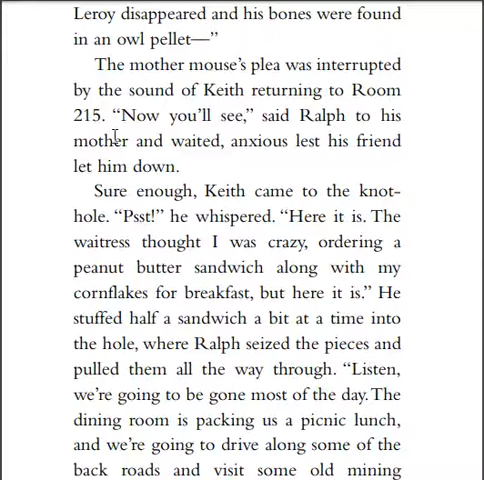 Leroy disappeared and his bones were found
in an owl pellet—”
The mother mouse’s plea was interrupted
by the sound of Keith returning to Room
215. “Now you’ll see,” said Ralph to his
mother and waited, anxious lest his friend
let him down.
Sure enough, Keith came to the knot-
hole. “Psst!” he whispered. “Here it is. The
waitress thought I was crazy, ordering a
peanut butter sandwich along with my
cornflakes for breakfast, but here it is.” He
stuffed half a sandwich a bit at a time into
the hole, where Ralph seized the pieces and
pulled them all the way through. “Listen,
we’re going to be gone most of the day. The
dining room is packing us a picnic lunch,
and we’re going to drive along some of the
back roads and visit some old mining